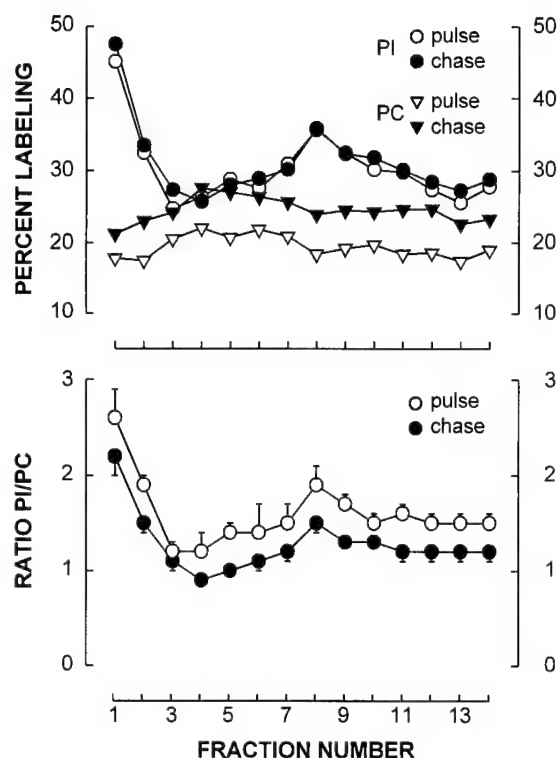 50 50
PI pulse
chase
40 40
PC pulse
chase
PERCENT LABELING
30 30
20 20
10 10
3 3
pulse
chase
2 2
RATIO PI/PC
1 1
0 0
1 3 5 7 9 11 13
FRACTION NUMBER